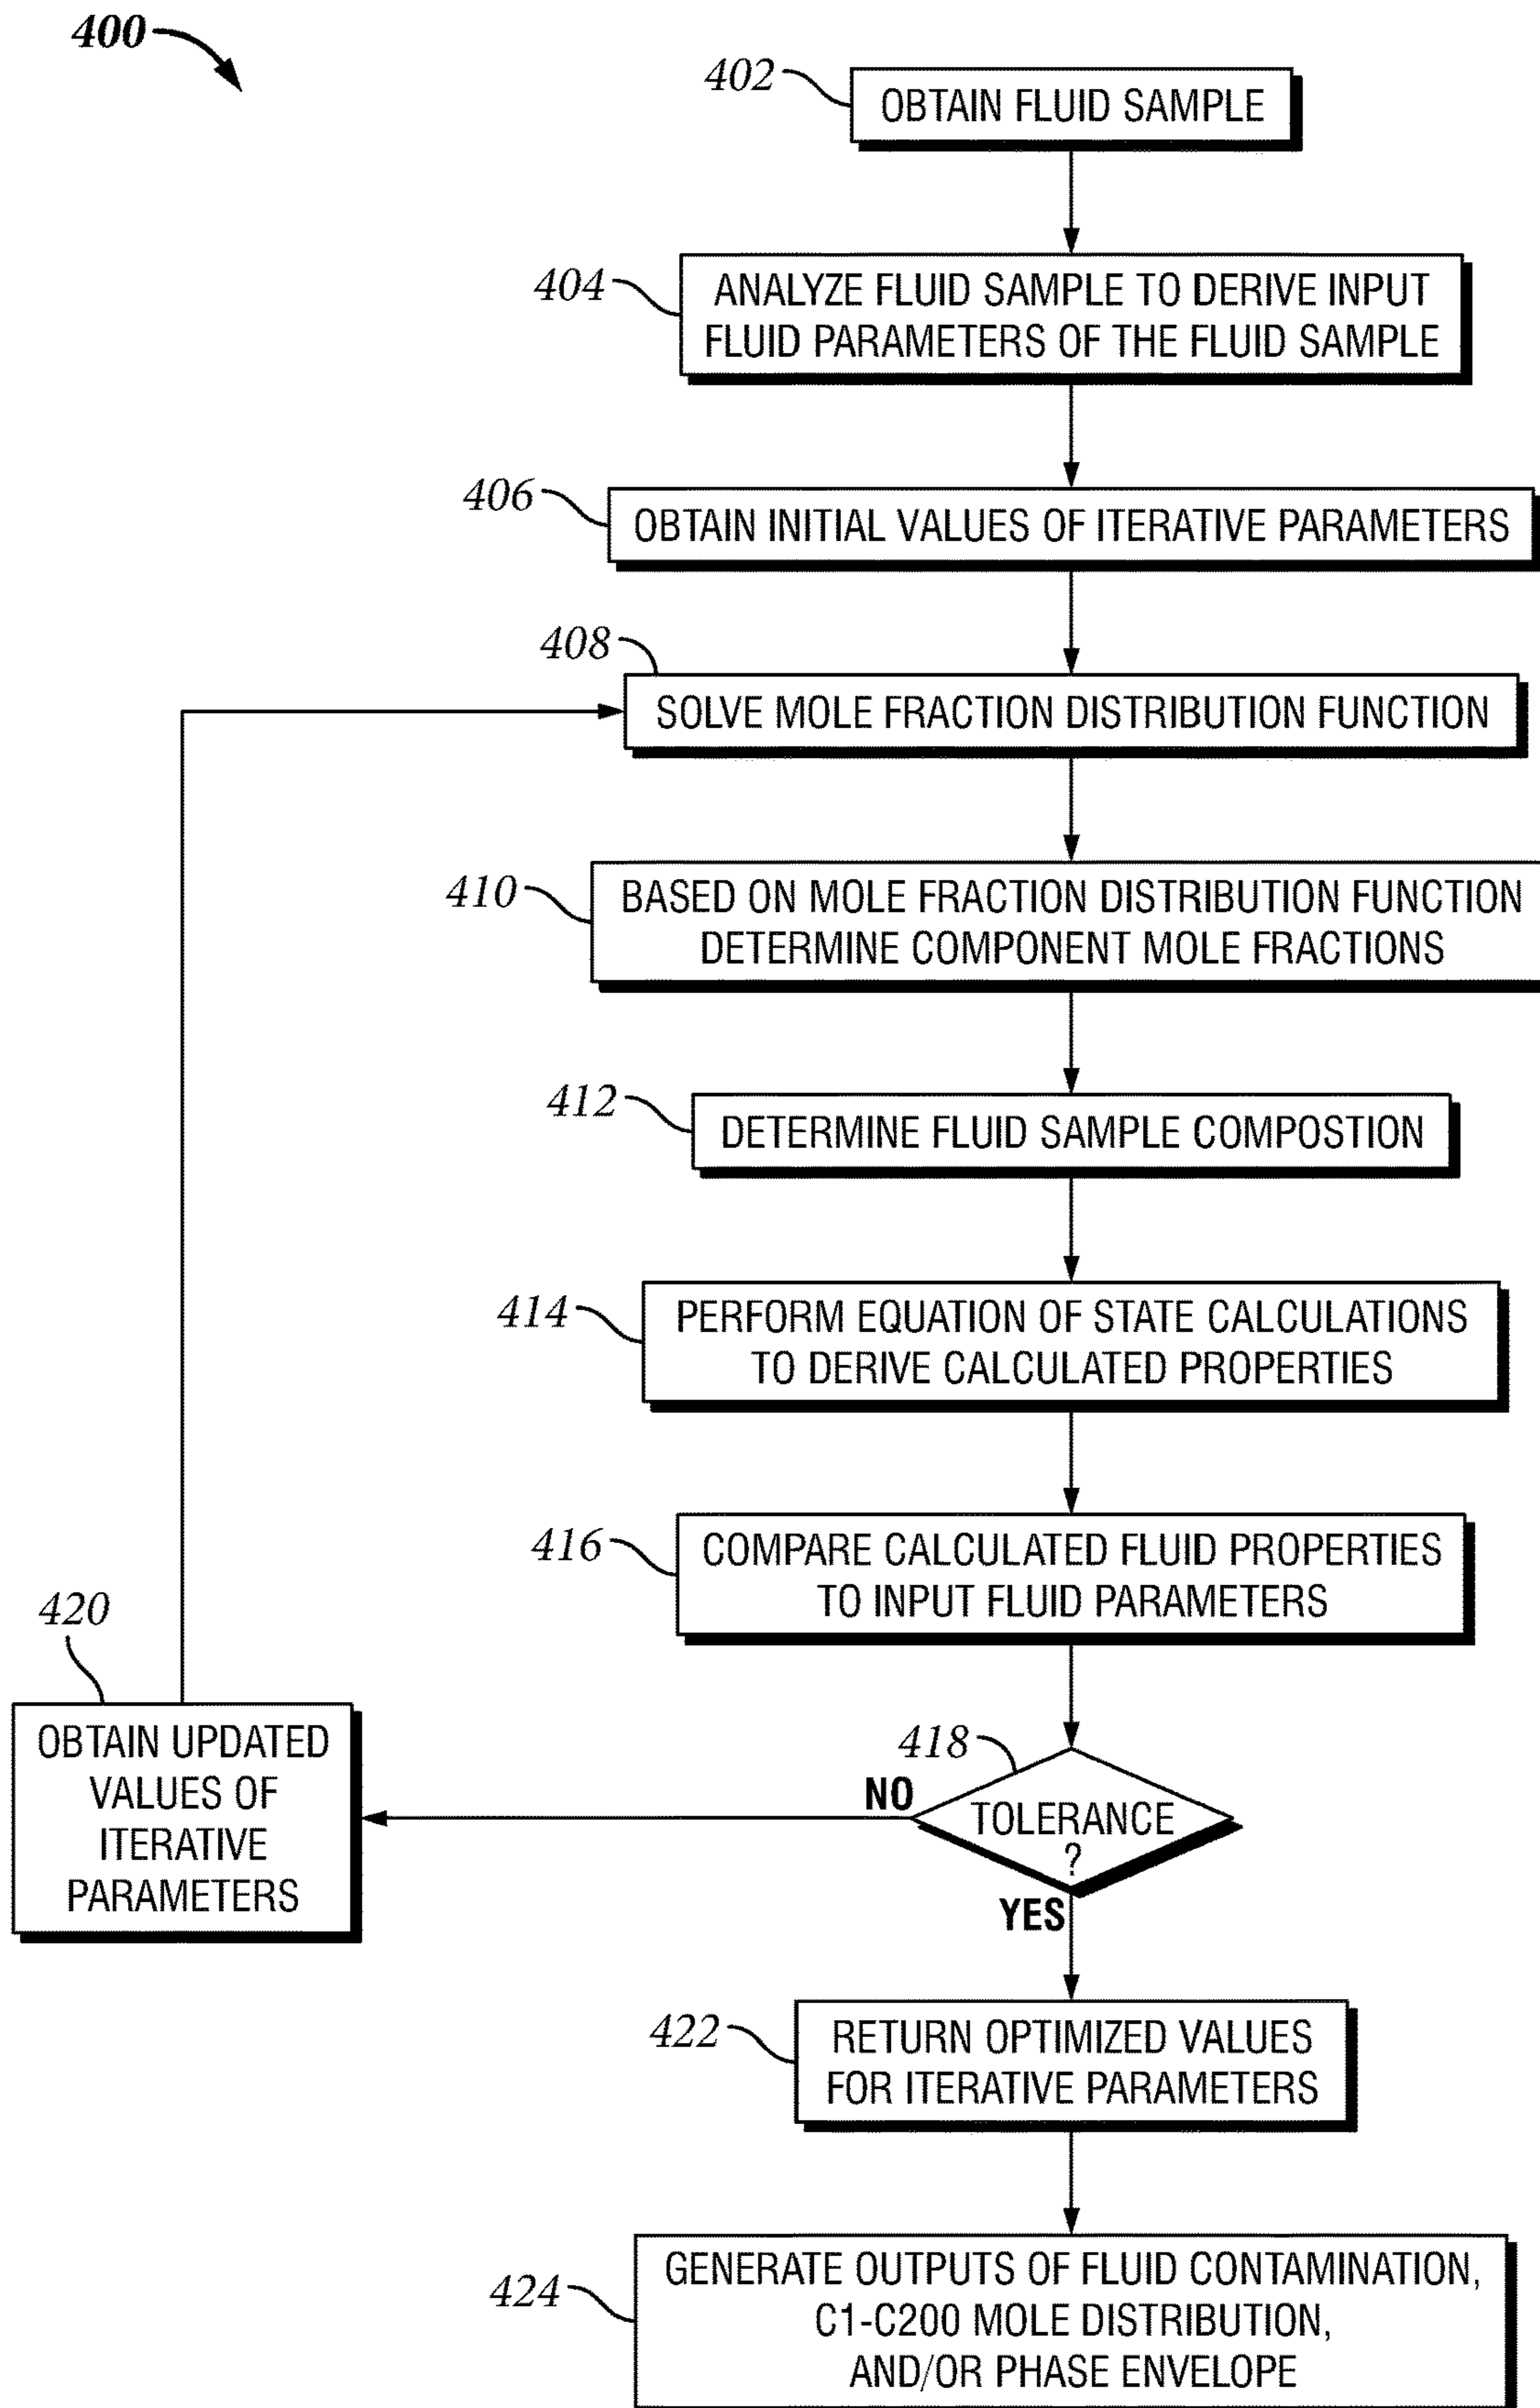 400
402
OBTAIN FLUID SAMPLE
404
ANALYZE FLUID SAMPLE TO DERIVE INPUT
FLUID PARAMETERS OF THE FLUID SAMPLE
406
OBTAIN INITIAL VALUES OF ITERATIVE PARAMETERS
408
SOLVE MOLE FRACTION DISTRIBUTION FUNCTION
410
BASED ON MOLE FRACTION DISTRIBUTION FUNCTION
DETERMINE COMPONENT MOLE FRACTIONS
412
DETERMINE FLUID SAMPLE COMPOSTION
414
PERFORM EQUATION OF STATE CALCULATIONS
TO DERIVE CALCULATED PROPERTIES
416
COMPARE CALCULATED FLUID PROPERTIES
TO INPUT FLUID PARAMETERS
418
TOLERANCE
?
NO
YES
420
OBTAIN UPDATED
VALUES OF
ITERATIVE
PARAMETERS
422
RETURN OPTIMIZED VALUES
FOR ITERATIVE PARAMETERS
424
GENERATE OUTPUTS OF FLUID CONTAMINATION,
C1-C200 MOLE DISTRIBUTION,
AND/OR PHASE ENVELOPE